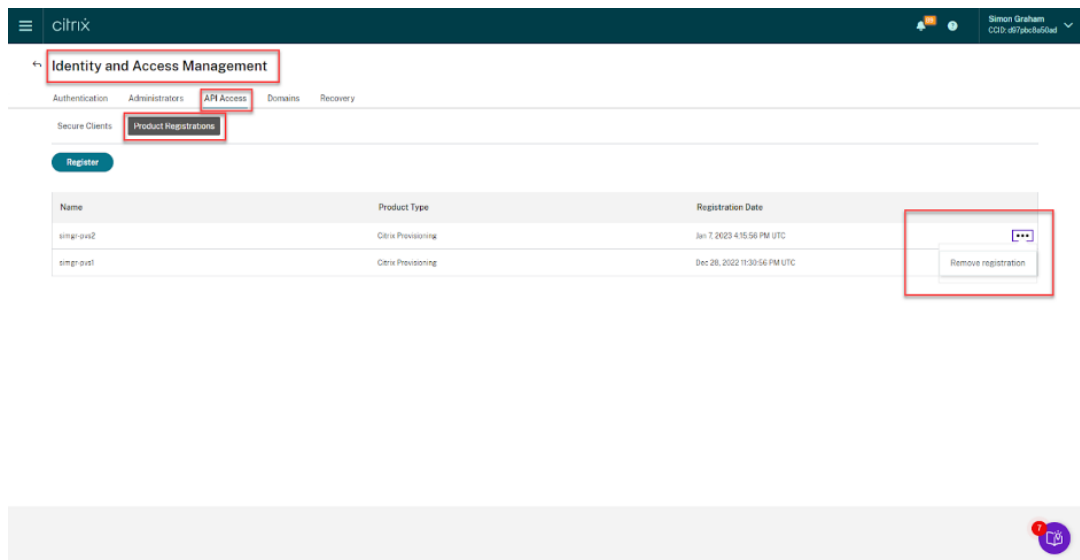 citrix
Simon Graham
CCID: d97pbc8a50ad
Identity and Access Management
Authentication Administrators API Access Domains Recovery
Secure Clients Product Registrations
Register
Name Product Type Registration Date
simgr-pvs2 Citrix Provisioning Jan 7, 2023 4:15:56 PM UTC
simgr-pvs1 Citrix Provisioning Dec 28, 2022 11:30:56 PM UTC
Remove registration
7